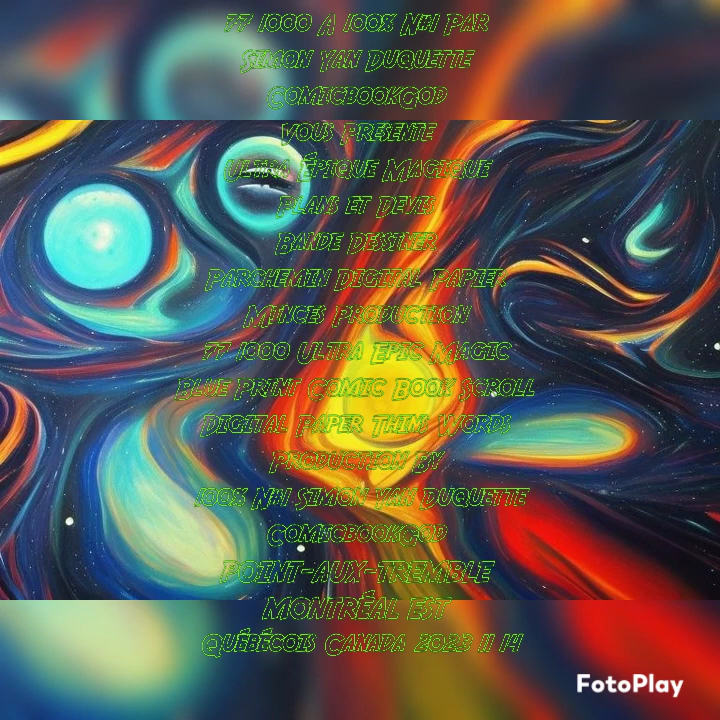 77 1000 A 100% N#1 Par
Simon Yan Duquette
ComicbookGod
Vous Présente
Ultra Épique Magique
Plans et Devis
Bande Dessiner
Parchemin Digital Papier
Minces Production
77 1000 Ultra Epic Magic
Blue Print Comic Book Scroll
Digital Paper Thins Words
Production By
100% N#1 Simon Yan Duquette
ComicbookGod
Point-aux-Tremble
Montréal Est
Québécois Canada 2023 11 14
FotoPlay